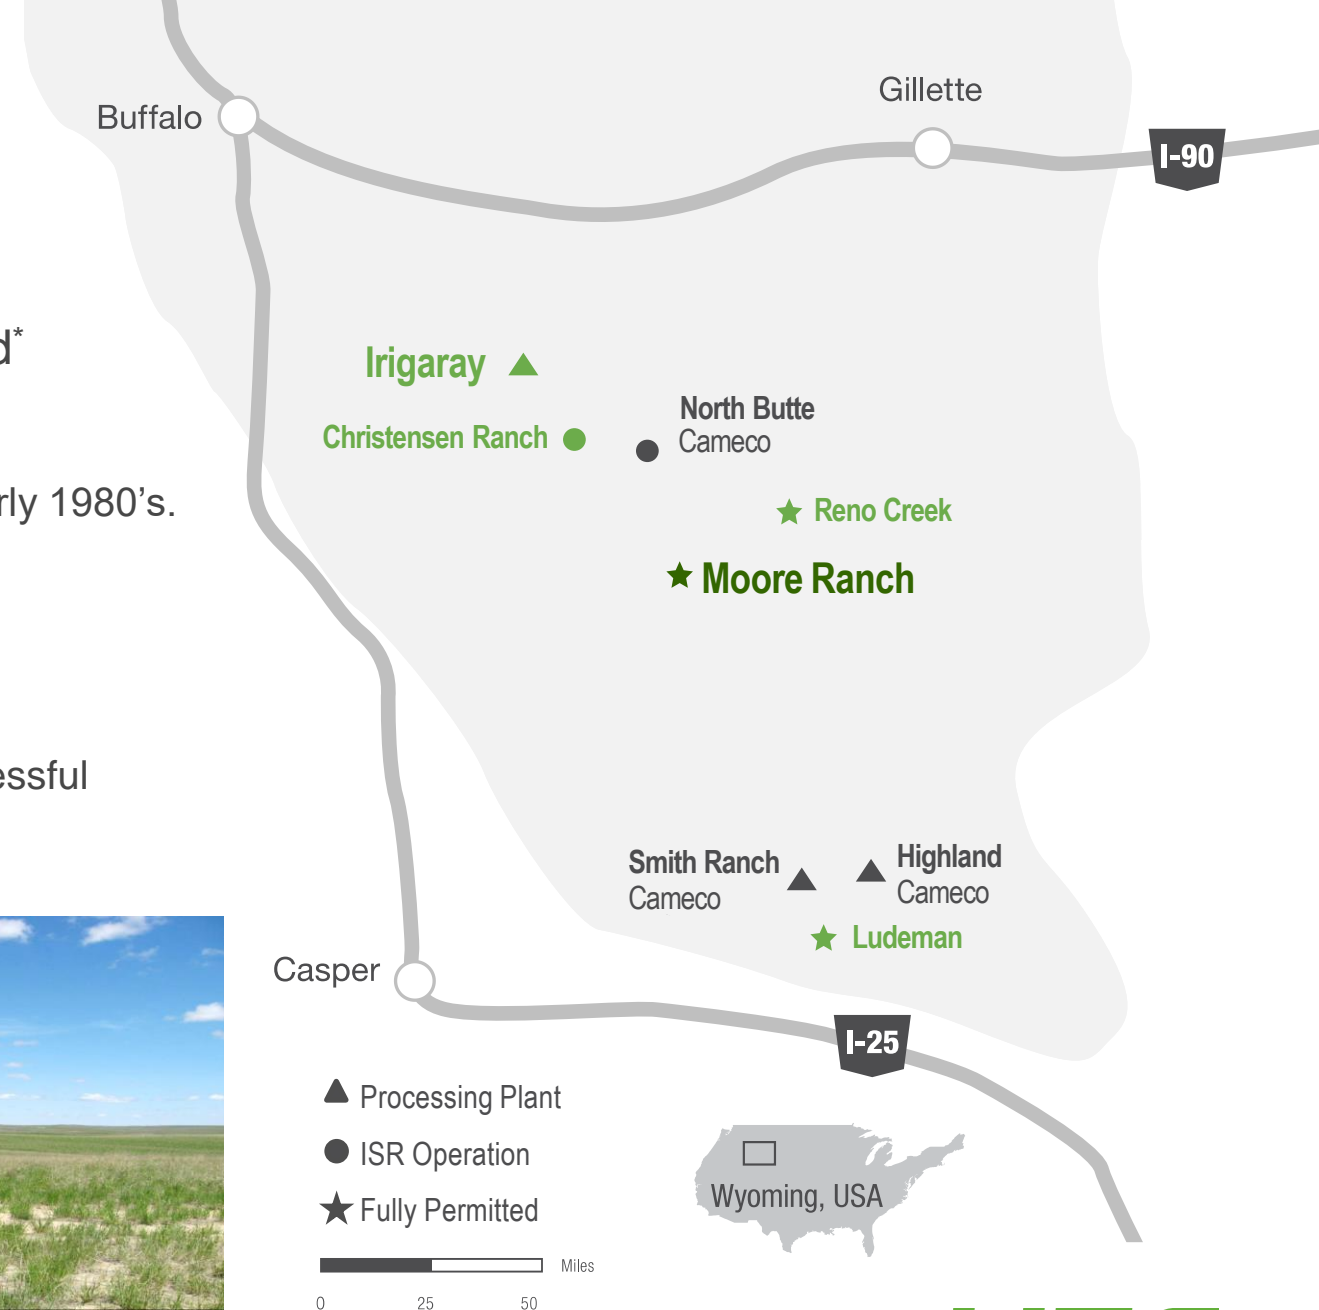 Gillette
Buffalo
I-90
d*
Irigaray
North Butte
Christensen Ranch
Cameco
rly 1980’s.
Reno Creek
Moore Ranch
essful
Smith Ranch
Cameco
Highland
Cameco
Ludeman
Casper
I-25
Processing Plant
ISR Operation
Fully Permitted
Wyoming, USA
Miles
0 25 50